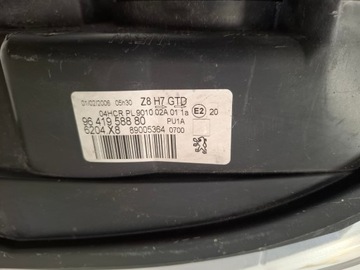 01/02/2006 05h30 Z8 H7 GTD
04HCR PL 9010 02A 01 1a E2 20
96 419 588 80 PU1A
6204 X8 89005364 0700